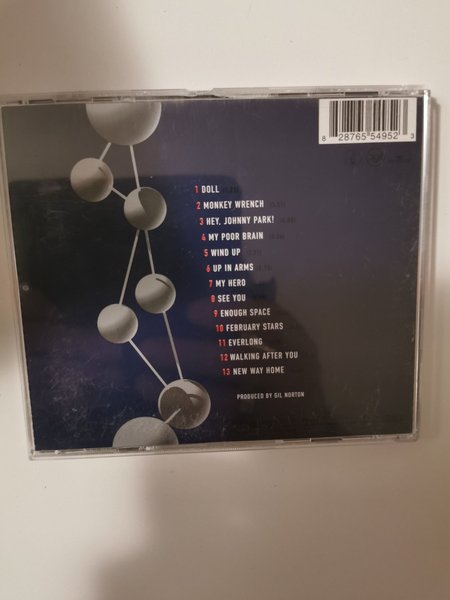 8 28765 54952 3
1 DOLL
2 MONKEY WRENCH
3 HEY, JOHNNY PARK!
4 MY POOR BRAIN
5 WIND UP
6 UP IN ARMS
7 MY HERO
8 SEE YOU
9 ENOUGH SPACE
10 FEBRUARY STARS
11 EVERLONG
12 WALKING AFTER YOU
13 NEW WAY HOME
PRODUCED BY GIL NORTON